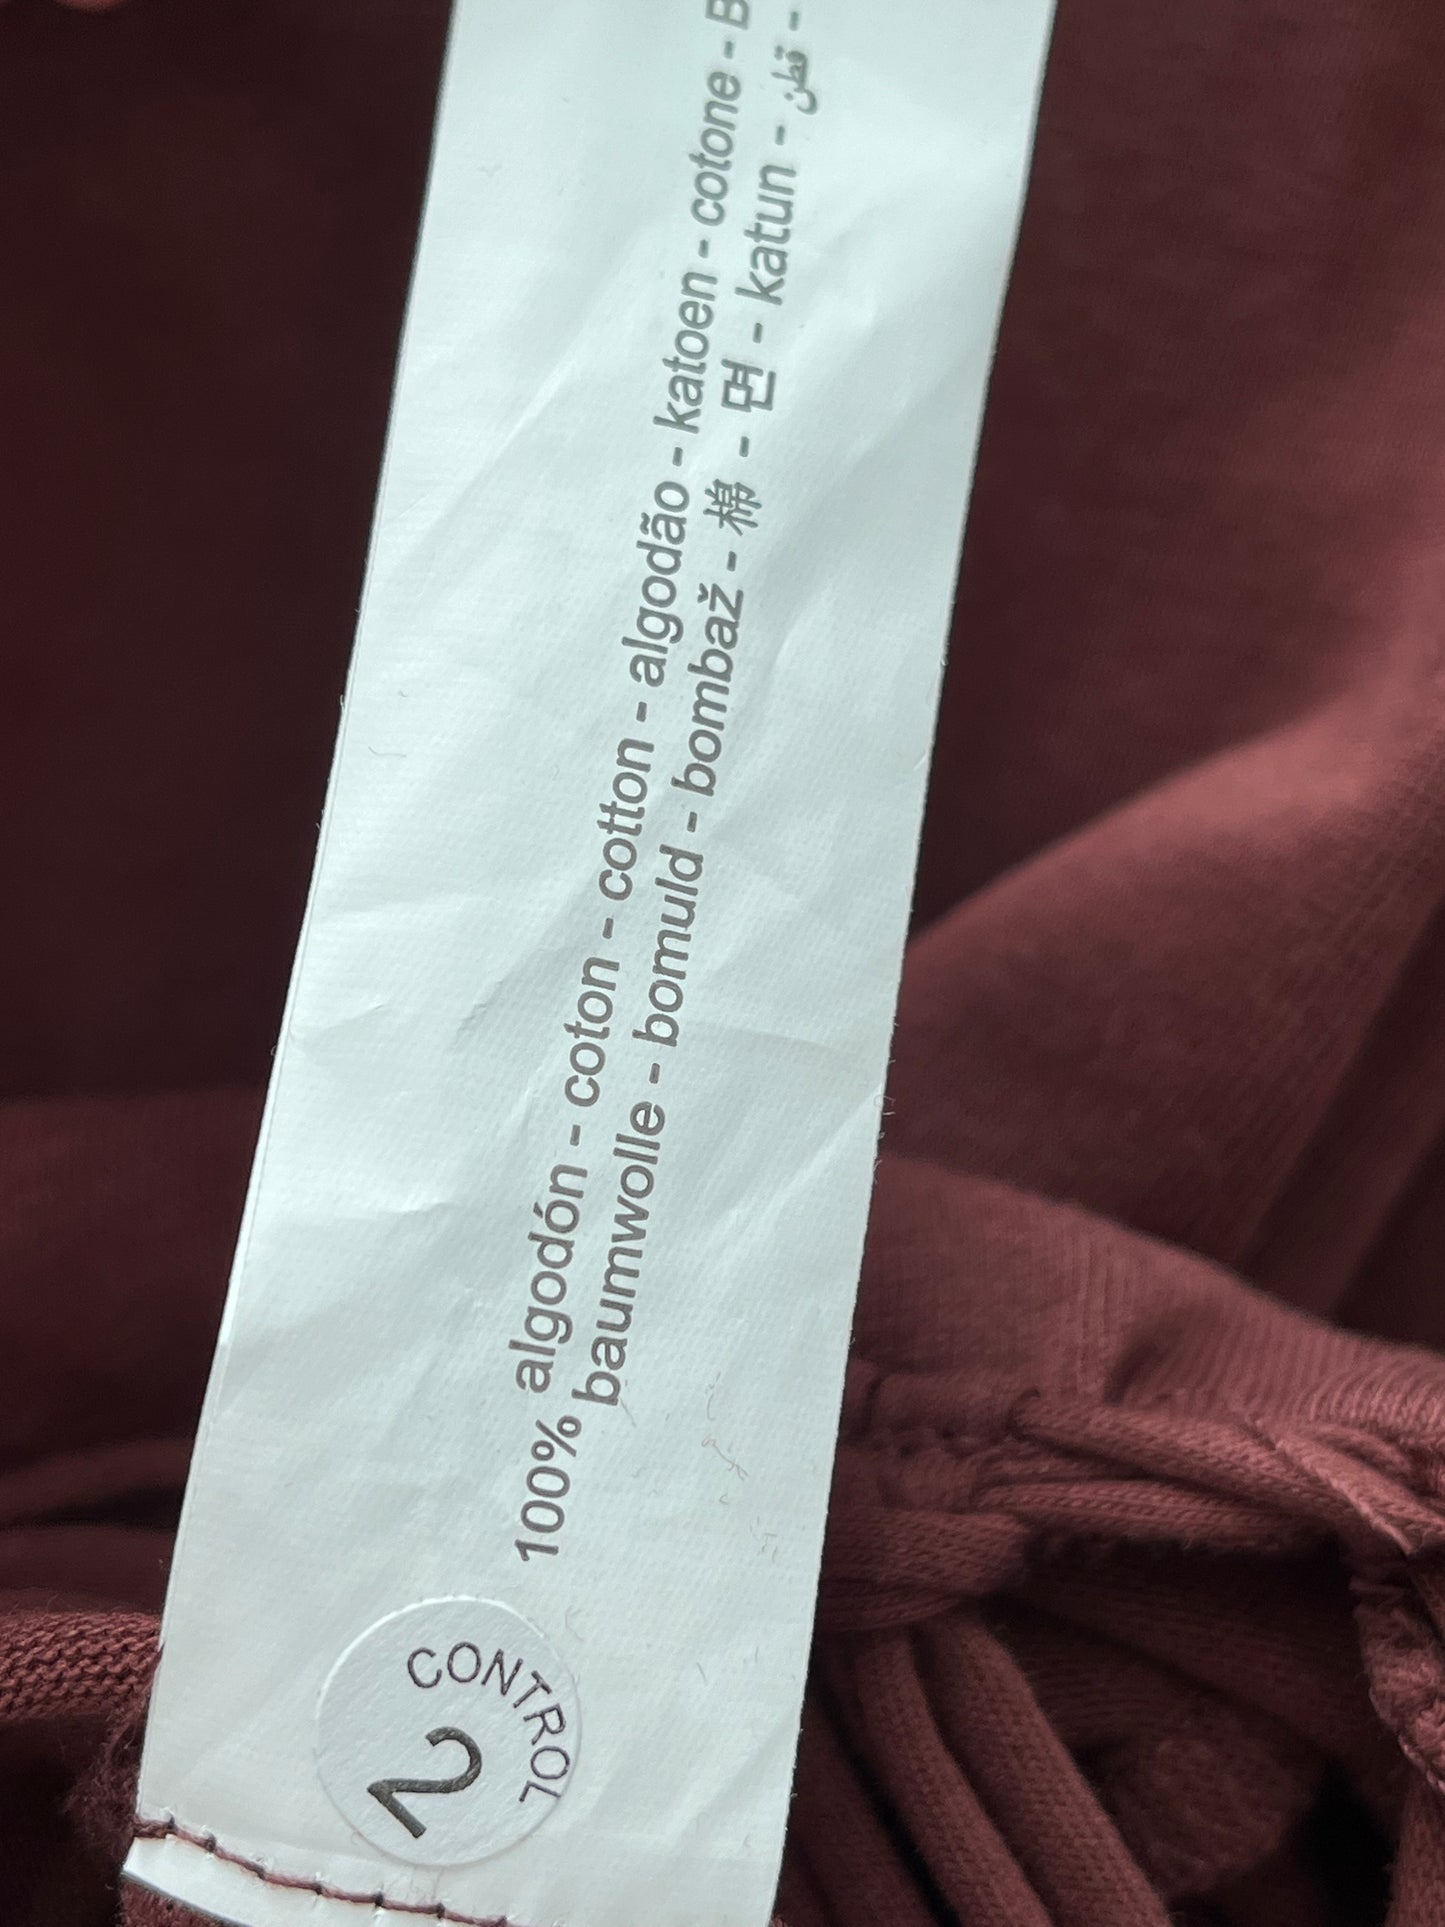 100% algodón - coton - cotton - algodão - katoen - cotone -
baumwolle - bomuld - bombaž - 棉 - 면 - katun - قطن -
CONTROL
2